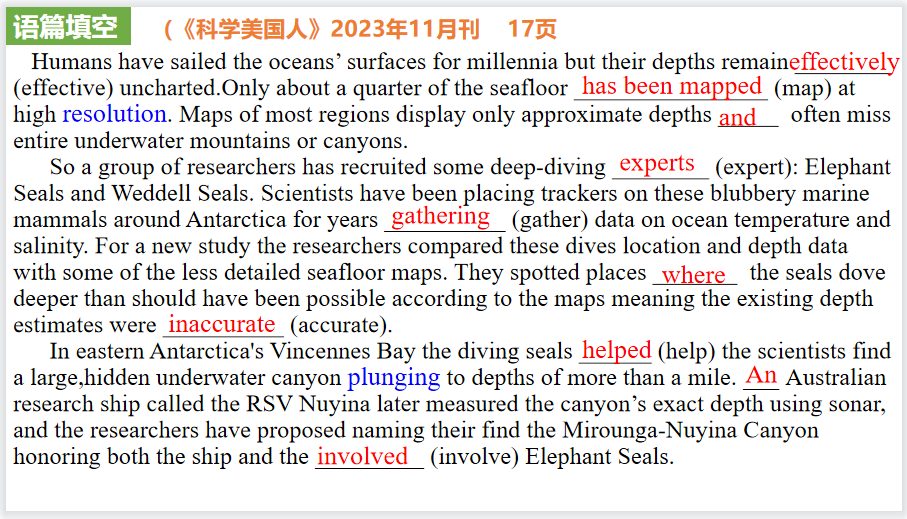 语篇填空 (《科学美国人》2023年11月刊 17页
Humans have sailed the oceans’ surfaces for millennia but their depths remaineffectively
(effective) uncharted.Only about a quarter of the seafloor has been mapped (map) at
high resolution. Maps of most regions display only approximate depths and often miss
entire underwater mountains or canyons.
So a group of researchers has recruited some deep-diving experts (expert): Elephant
Seals and Weddell Seals. Scientists have been placing trackers on these blubbery marine
mammals around Antarctica for years gathering (gather) data on ocean temperature and
salinity. For a new study the researchers compared these dives location and depth data
with some of the less detailed seafloor maps. They spotted places where the seals dove
deeper than should have been possible according to the maps meaning the existing depth
estimates were inaccurate (accurate).
In eastern Antarctica's Vincennes Bay the diving seals helped (help) the scientists find
a large,hidden underwater canyon plunging to depths of more than a mile. An Australian
research ship called the RSV Nuyina later measured the canyon’s exact depth using sonar,
and the researchers have proposed naming their find the Mirounga-Nuyina Canyon
honoring both the ship and the involved (involve) Elephant Seals.